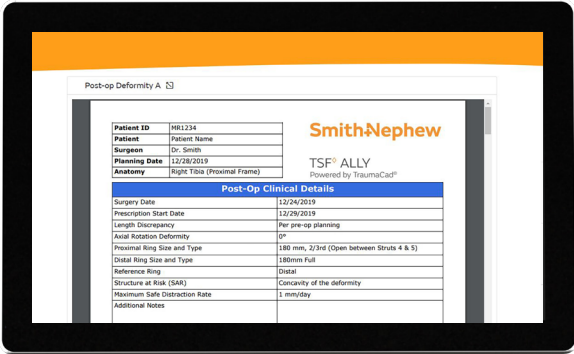 Post-op Deformity A
Patient ID MR1234
Patient Patient Name
Surgeon Dr. Smith
Planning Date 12/28/2019
Anatomy Right Tibia (Proximal Frame)
Smith+Nephew
TSF◊ ALLY
Powered by TraumaCad®
Post-Op Clinical Details
Surgery Date 12/24/2019
Prescription Start Date 12/29/2019
Length Discrepancy Per pre-op planning
Axial Rotation Deformity 0°
Proximal Ring Size and Type 180 mm, 2/3rd (Open between Struts 4 & 5)
Distal Ring Size and Type 180mm Full
Reference Ring Distal
Structure at Risk (SAR) Concavity of the deformity
Maximum Safe Distraction Rate 1 mm/day
Additional Notes